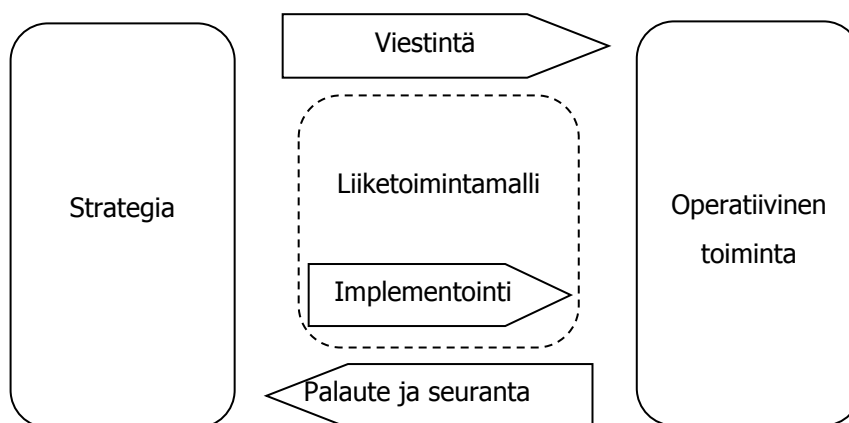 Viestintä
Liiketoimintamalli
Strategia
Operatiivinen
toiminta
Implementointi
Palaute ja seuranta